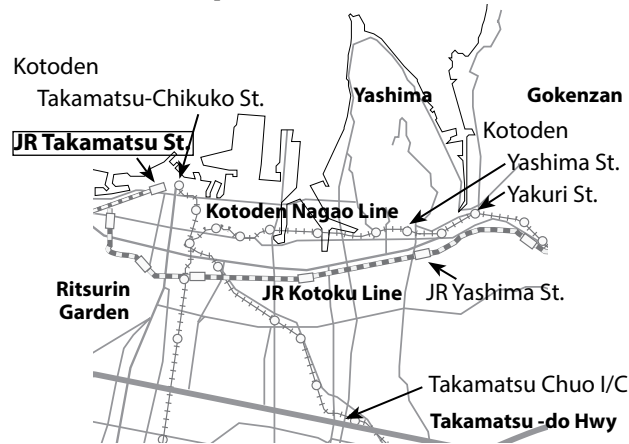 Kotoden
Takamatsu-Chikuko St.
JR Takamatsu St.
Yashima
Gokenzan
Kotoden
Yashima St.
Yakuri St.
Kotoden Nagao Line
Ritsurin
Garden
JR Kotoku Line
JR Yashima St.
Takamatsu Chuo I/C
Takamatsu -do Hwy